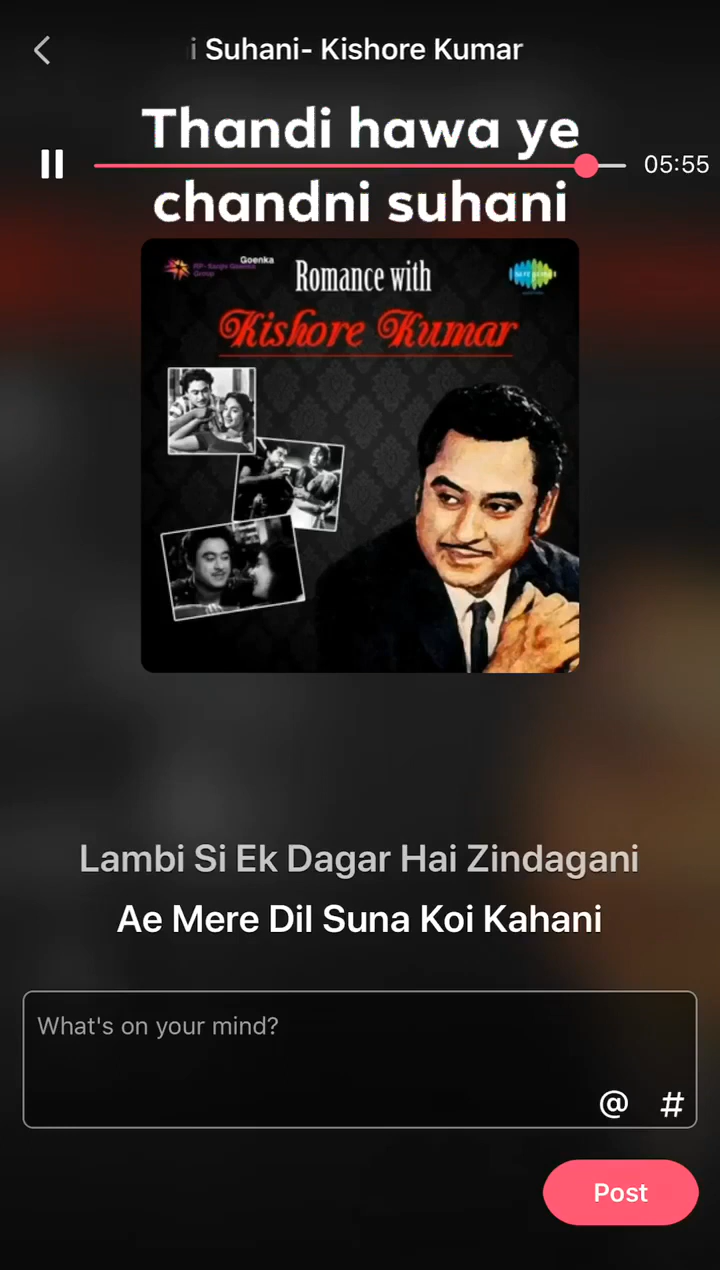 i Suhani- Kishore Kumar
Thandi hawa ye
05:55
chandni suhani
Goenka
Group
Romance with
Kishore Kumar
Lambi Si Ek Dagar Hai Zindagani
Ae Mere Dil Suna Koi Kahani
What's on your mind?
@ #
Post